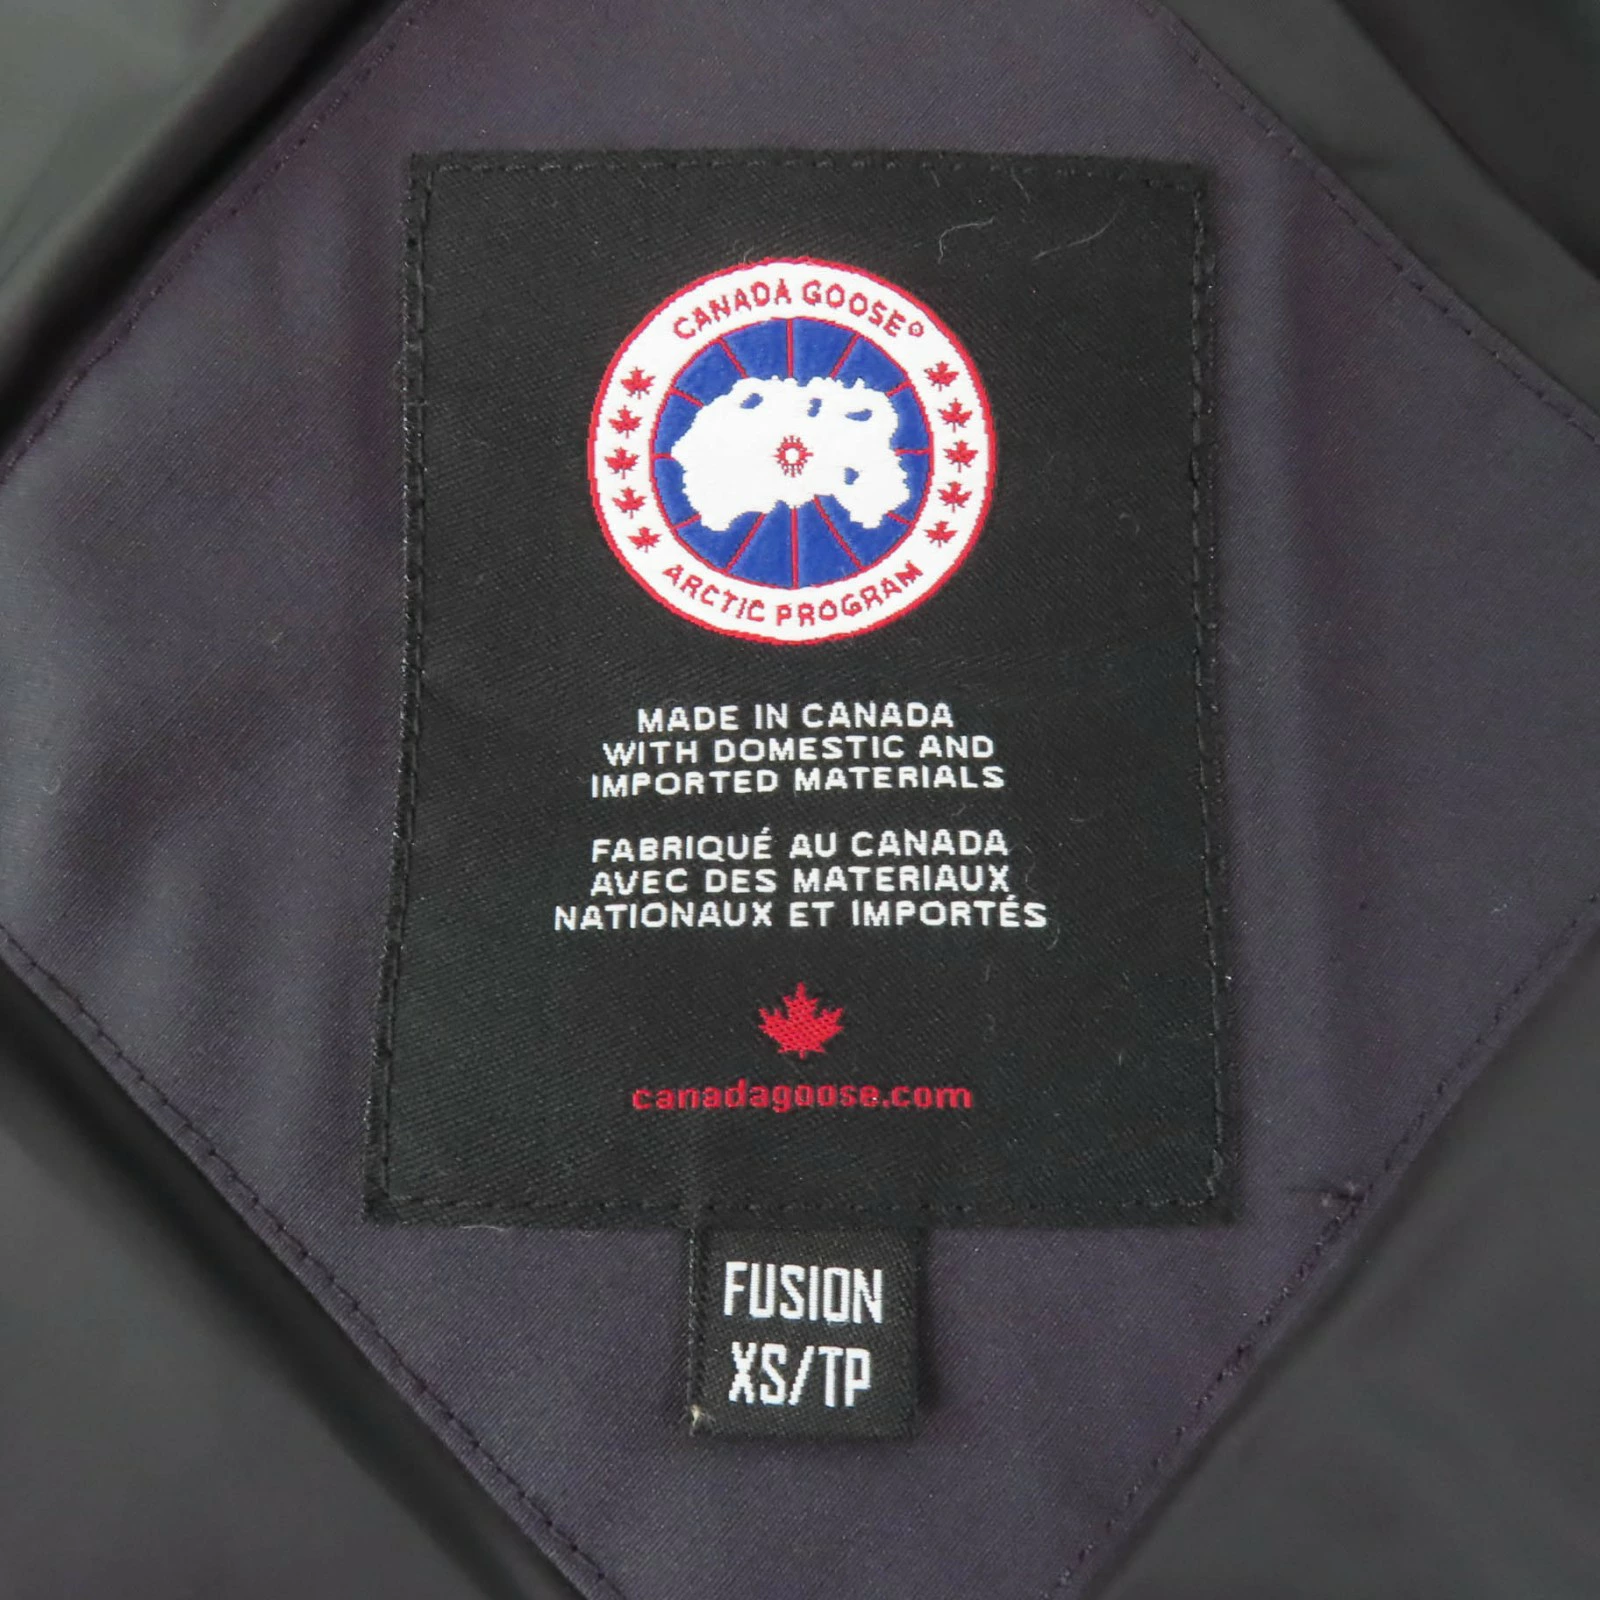 CANADA GOOSE®
ARCTIC PROGRAM
MADE IN CANADA
WITH DOMESTIC AND
IMPORTED MATERIALS
FABRIQUÉ AU CANADA
AVEC DES MATERIAUX
NATIONAUX ET IMPORTÉS
canadagoose.com
FUSION
XS/TP